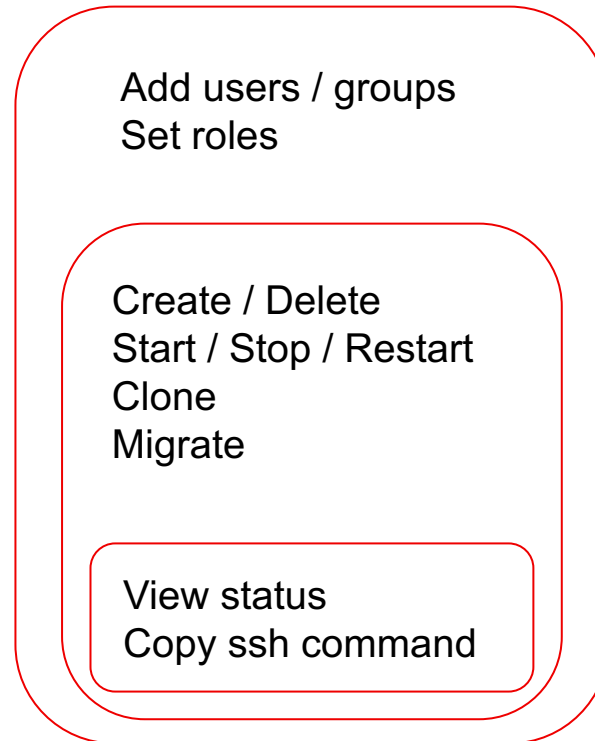 Add users / groups
Set roles
Create / Delete
Start / Stop / Restart
Clone
Migrate
View status
Copy ssh command